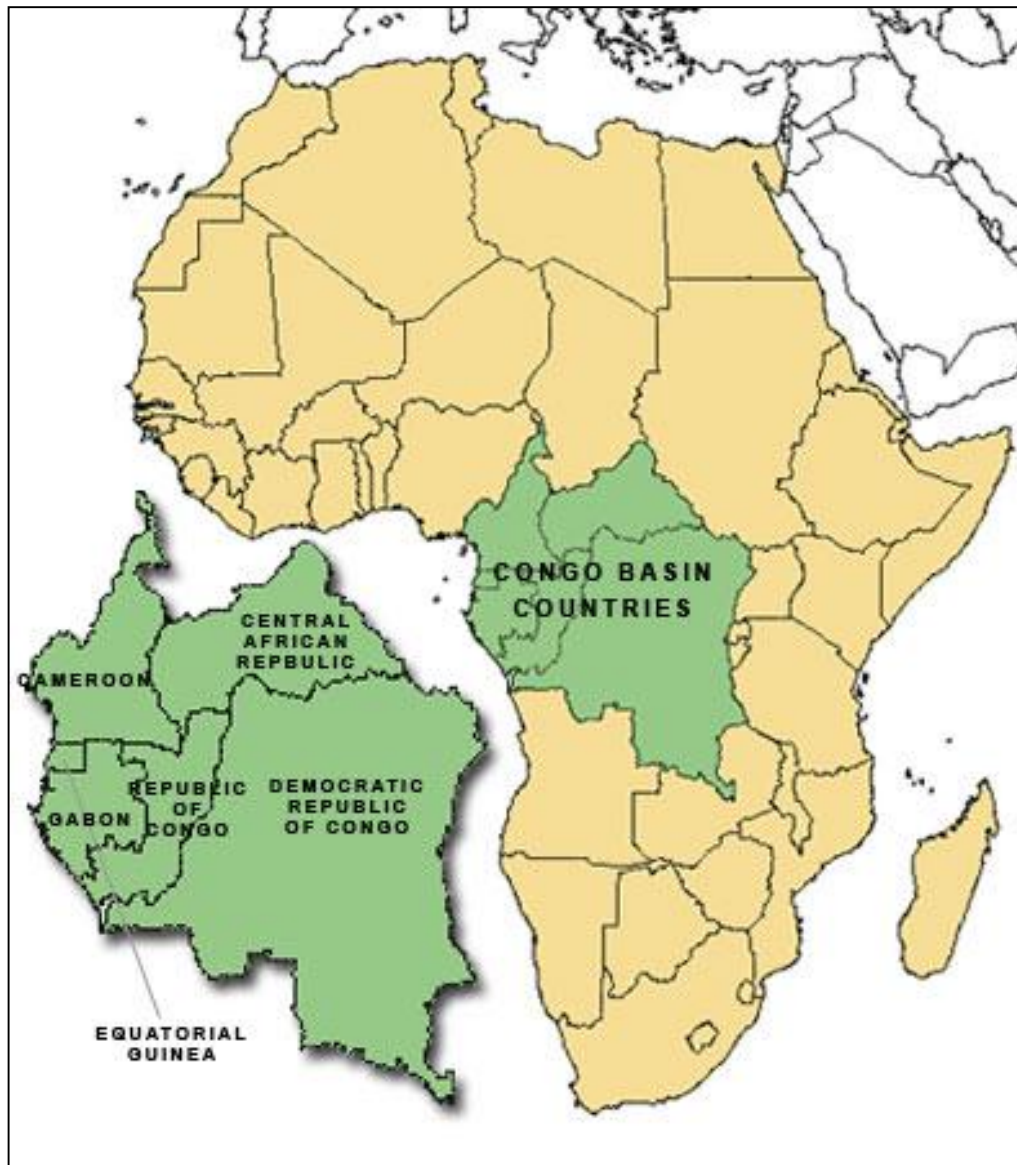 CONGO BASIN
COUNTRIES
CENTRAL
AFRICAN
REPBULIC
CAMEROON
REPUBLIC
OF
CONGO
DEMOCRATIC
REPUBLIC
OF CONGO
GABON
EQUATORIAL
GUINEA